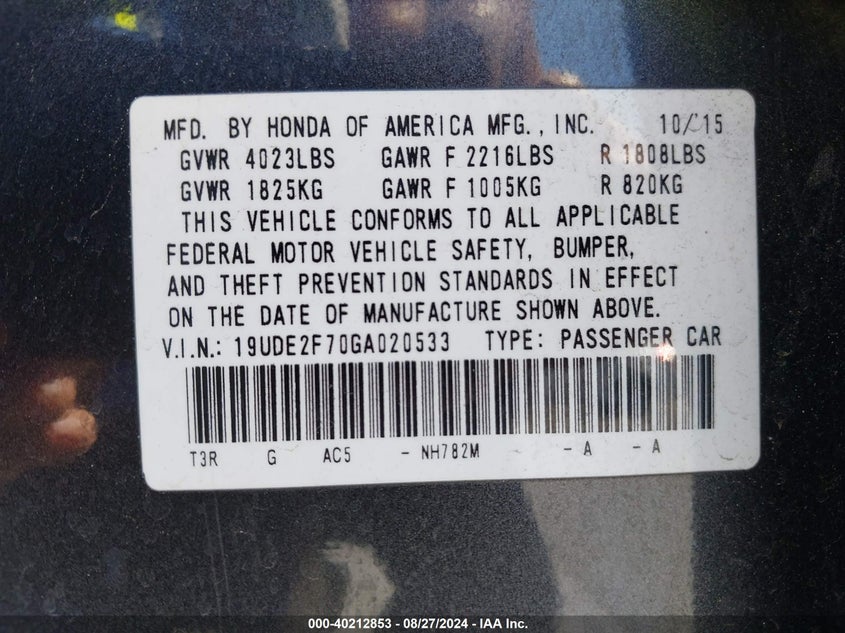 MFD. BY HONDA OF AMERICA MFG., INC. 10/15
GVWR 4023LBS GAWR F 2216LBS R 1808LBS
GVWR 1825KG GAWR F 1005KG R 820KG
THIS VEHICLE CONFORMS TO ALL APPLICABLE
FEDERAL MOTOR VEHICLE SAFETY, BUMPER,
AND THEFT PREVENTION STANDARDS IN EFFECT
ON THE DATE OF MANUFACTURE SHOWN ABOVE.
V.I.N.: 19UDE2F70GA020533 TYPE: PASSENGER CAR
T3R G AC5 - NH782M - A - A
000-40212853 - 08/27/2024 - IAA Inc.